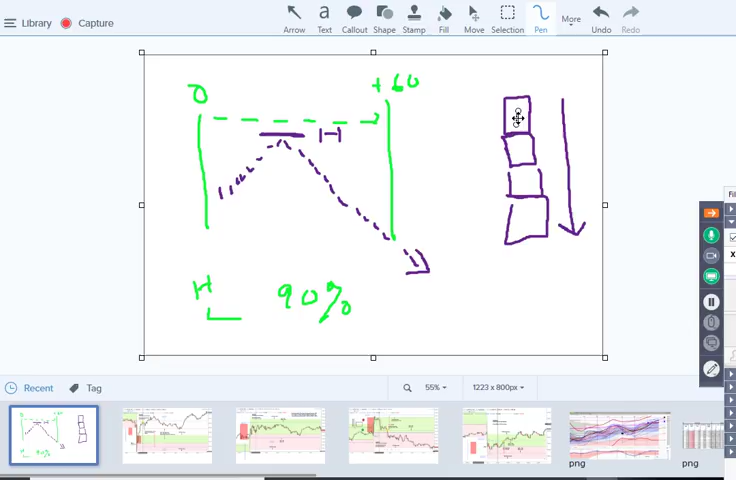 Library
Capture
Arrow
Text
Callout
Shape
Stamp
Fill
Move
Selection
Pen
More
Undo
Redo
0
+60
H
H
L
90%
Fil
X
Recent
Tag
55%
1223 x 800px
png
png